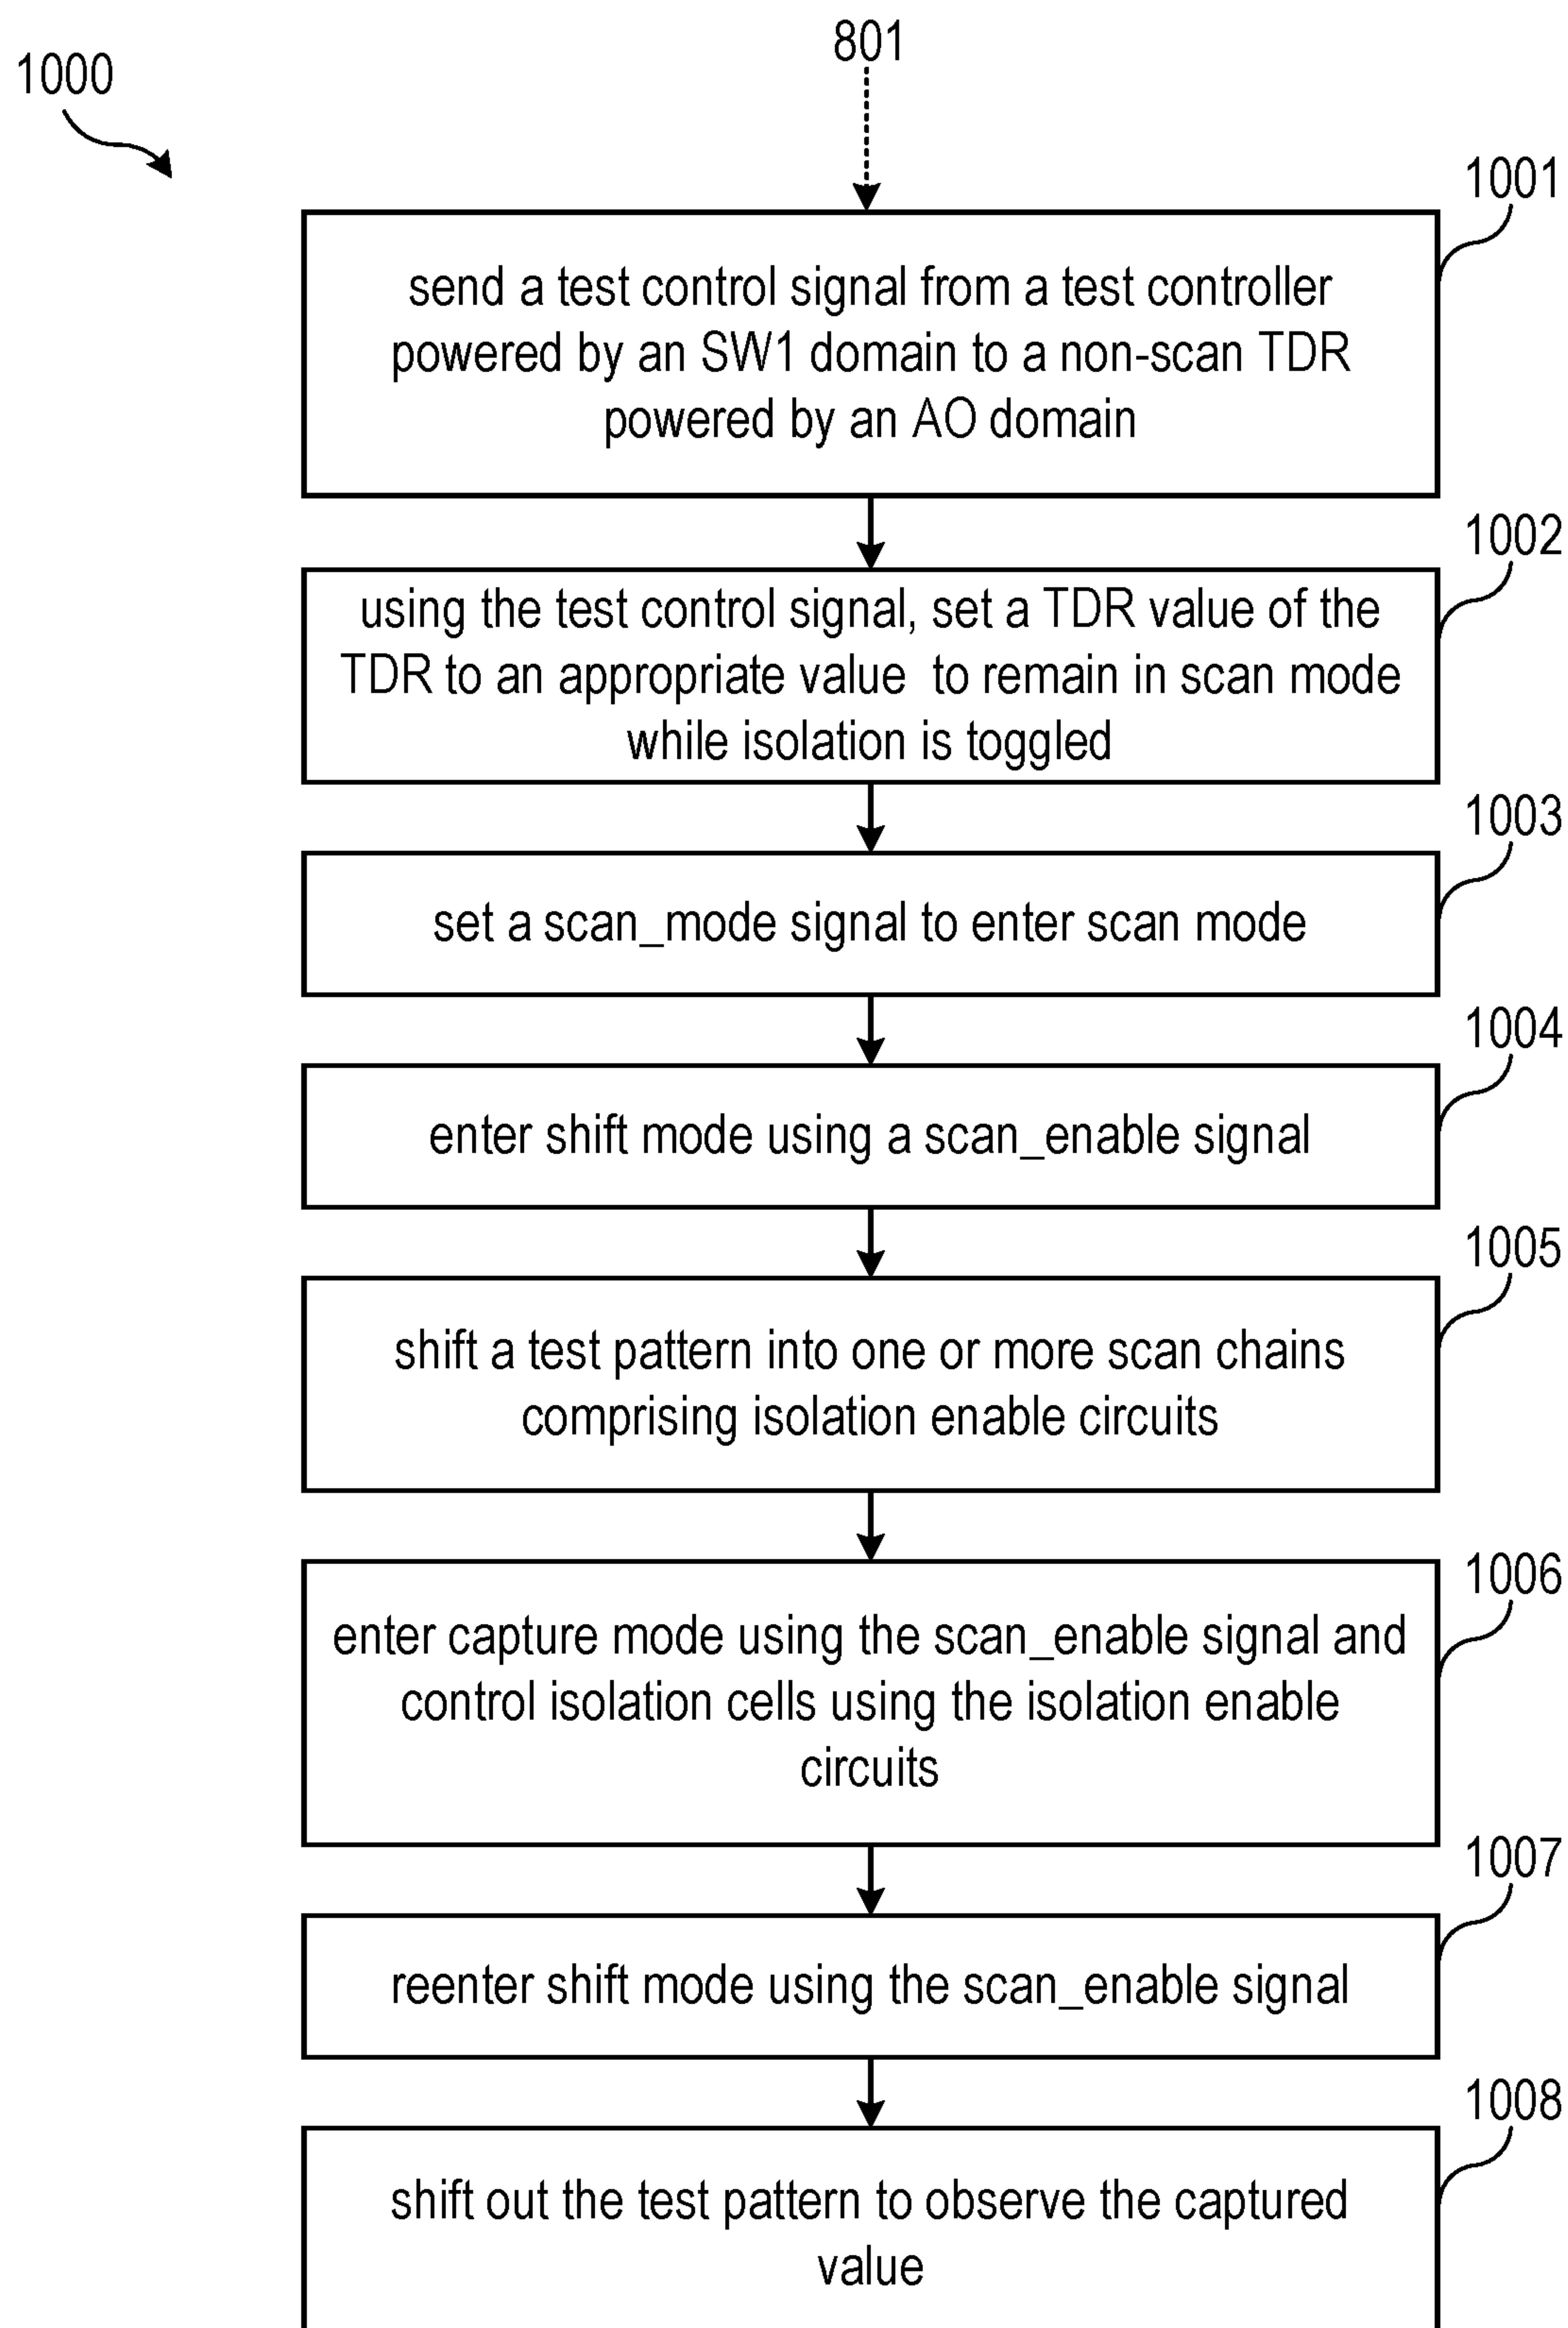 801
1000
1001
send a test control signal from a test controller
powered by an SW1 domain to a non-scan TDR
powered by an AO domain
1002
using the test control signal, set a TDR value of the
TDR to an appropriate value to remain in scan mode
while isolation is toggled
1003
set a scan_mode signal to enter scan mode
1004
enter shift mode using a scan_enable signal
1005
shift a test pattern into one or more scan chains
comprising isolation enable circuits
1006
enter capture mode using the scan_enable signal and
control isolation cells using the isolation enable
circuits
1007
reenter shift mode using the scan_enable signal
1008
shift out the test pattern to observe the captured
value